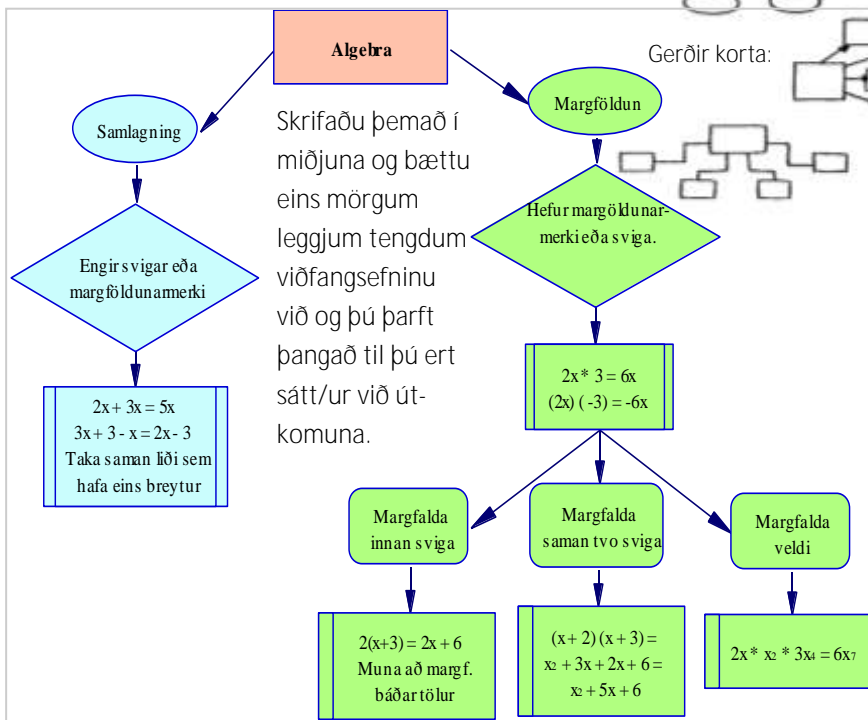 Algebra
Gerðir korta:
Samlagning
Engir svigar eða
margföldunarmerki
2x + 3x = 5x
3x + 3 - x = 2x - 3
Taka saman liði sem
hafa eins breytur
Skrifaðu þemað í
miðjuna og bættu
eins mörgum
leggjum tengdum
viðfangsefninu
við og þú þarft
þangað til þú ert
sátt/ur við út-
komuna.
Margföldun
Hefur margöldunar-
merki eða sviga.
2x * 3 = 6x
(2x) ( -3) = -6x
Margfalda
innan sviga
2(x+3) = 2x + 6
Muna að margf.
báðar tölur
Margfalda
saman tvo sviga
(x + 2) (x + 3) =
x₂ + 3x + 2x + 6 =
x₂ + 5x + 6
Margfalda
veldi
2x * x₂ * 3x₄ = 6x₇